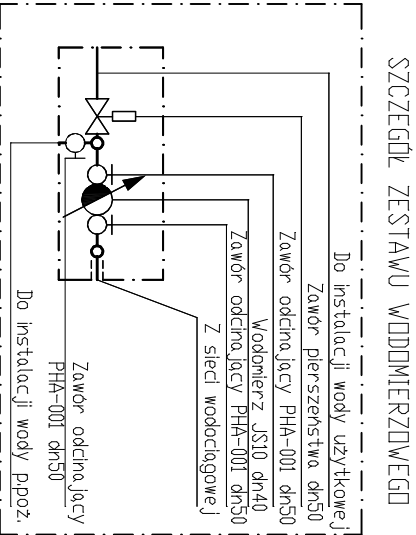 SZCZEGÓŁ ZESTAWU WODOMIERZOWEGO
Do instalacji wody użytkowej
Zawór pierszeństwa dn50
Zawór odcinający PHA-001 dn50
Wodomierz JS10 dn40
Zawór odcinający PHA-001 dn50
Z sieci wodociągowej
Zawór odcinający
PHA-001 dn50
Do instalacji wody p.poż.